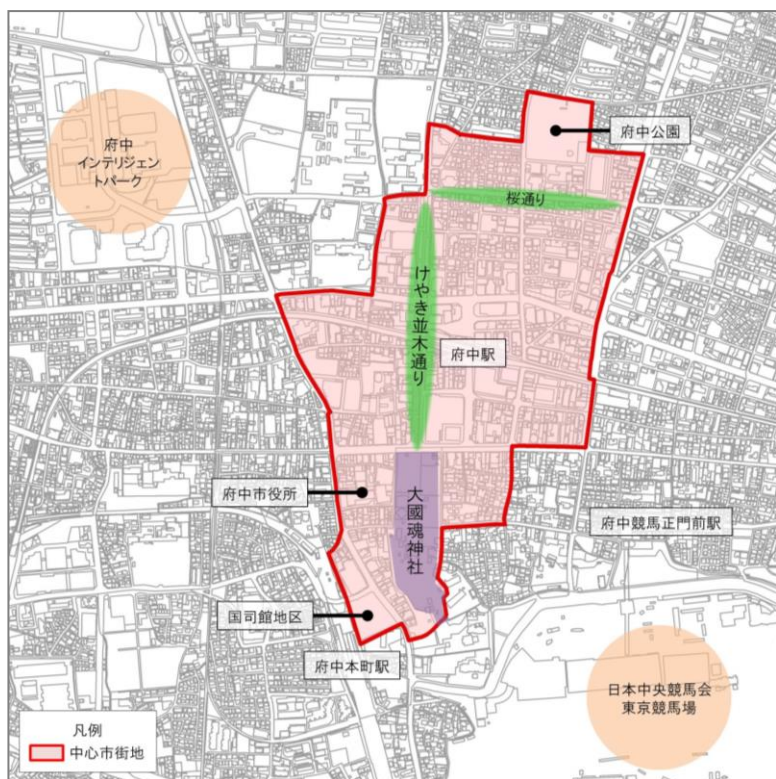 府中公園
府中
インテリジェン
トパーク
桜通り
けやき並木通り
府中駅
府中市役所
大國魂神社
府中競馬正門前駅
国司館地区
府中本町駅
日本中央競馬会
東京競馬場
凡例
中心市街地